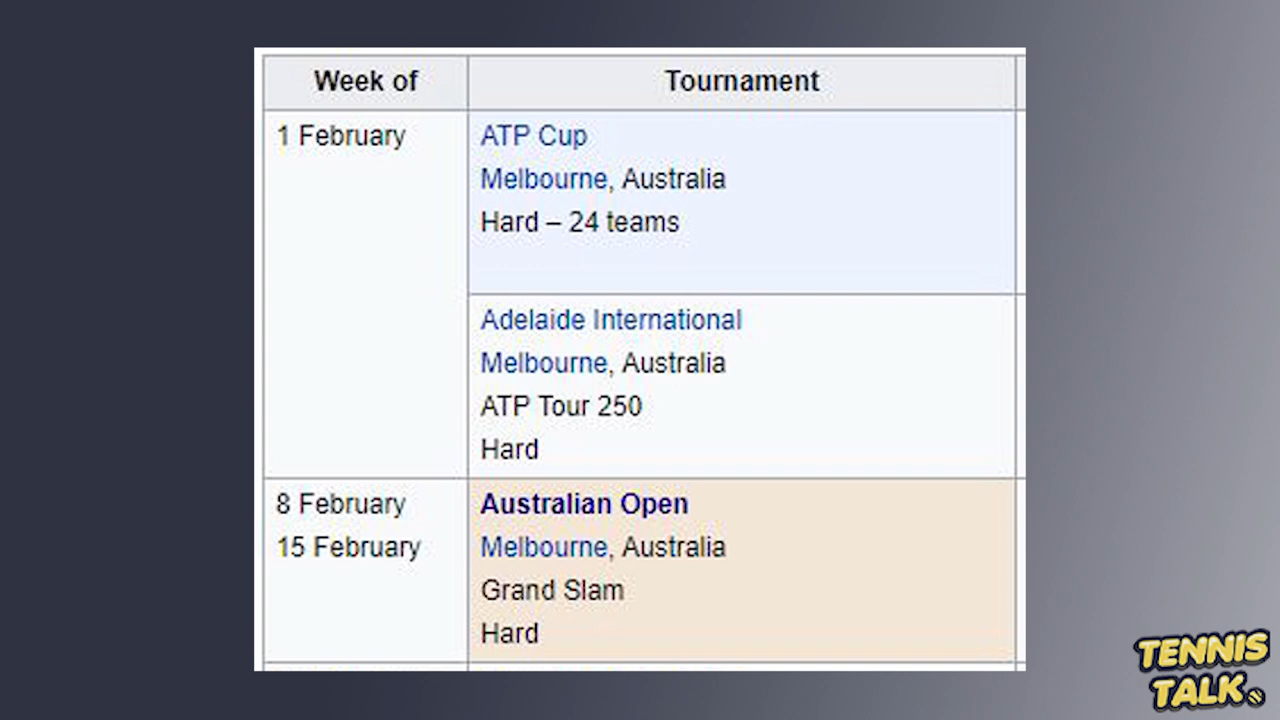 Week of
Tournament
1 February
ATP Cup
Melbourne, Australia
Hard – 24 teams
Adelaide International
Melbourne, Australia
ATP Tour 250
Hard
8 February
15 February
Australian Open
Melbourne, Australia
Grand Slam
Hard
TENNIS
TALK